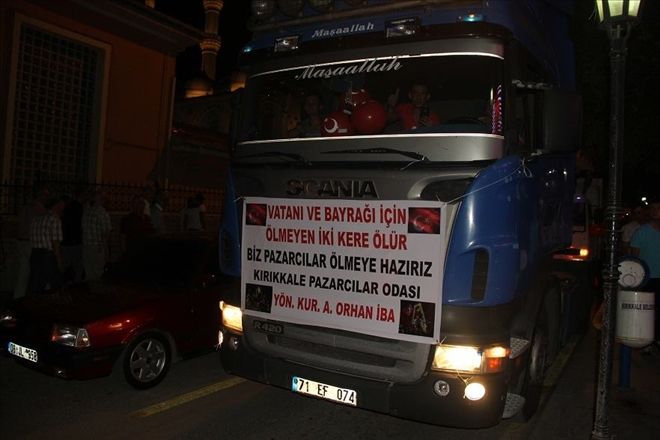 Maşaallah
Maşaallah
SCANIA
VATANI VE BAYRAĞI İÇİN
ÖLMEYEN İKİ KERE ÖLÜR
BİZ PAZARCILAR ÖLMEYE HAZIRIZ
KIRIKKALE PAZARCILAR ODASI
YÖN. KUR. A. ORHAN İBA
R 420
71 EF 074